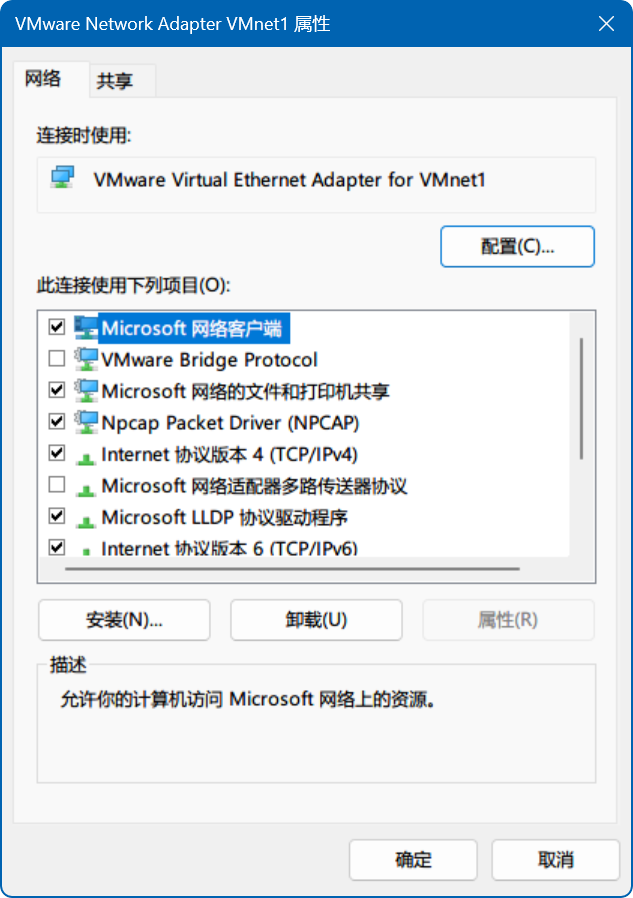 VMware Network Adapter VMnet1 属性
网络
共享
连接时使用:
VMware Virtual Ethernet Adapter for VMnet1
配置(C)...
此连接使用下列项目(O):
Microsoft 网络客户端
VMware Bridge Protocol
Microsoft 网络的文件和打印机共享
Npcap Packet Driver (NPCAP)
Internet 协议版本 4 (TCP/IPv4)
Microsoft 网络适配器多路传送器协议
Microsoft LLDP 协议驱动程序
Internet 协议版本 6 (TCP/IPv6)
安装(N)...
卸载(U)
属性(R)
描述
允许你的计算机访问 Microsoft 网络上的资源。
确定
取消